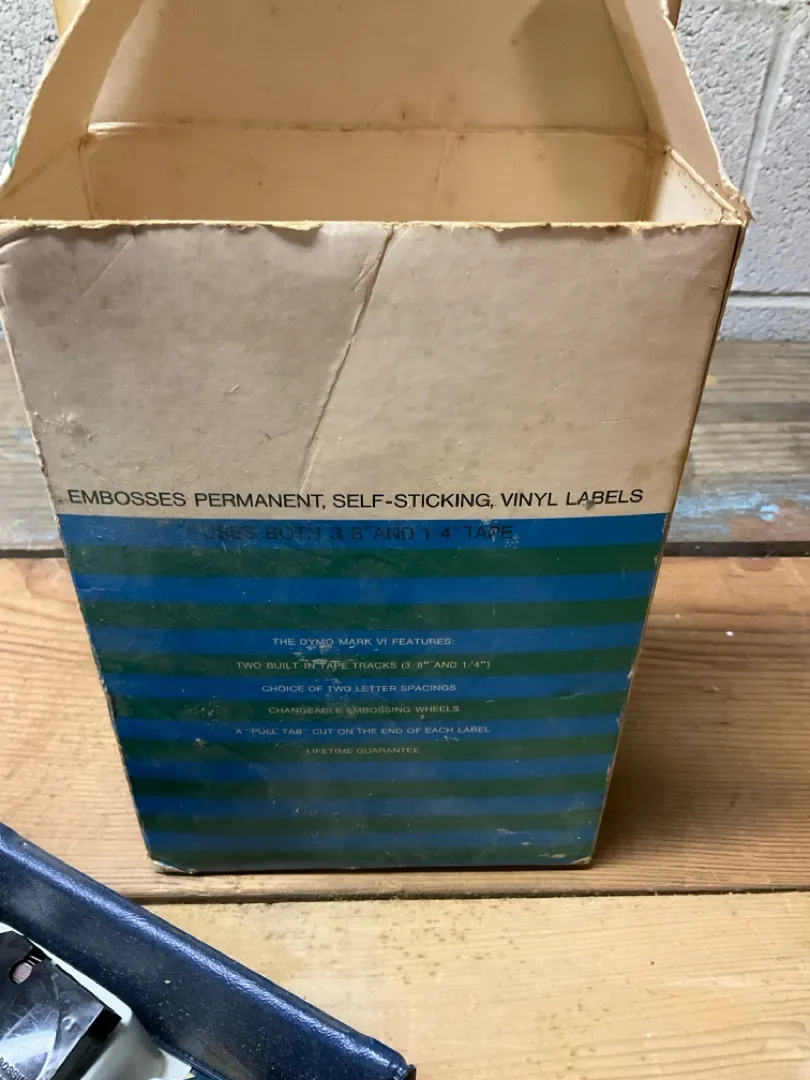 EMBOSSES PERMANENT, SELF-STICKING, VINYL LABELS
USES BOTH 3/8" AND 1/4" TAPE
THE DYMO MARK VI FEATURES:
TWO BUILT-IN TAPE TRACKS (3/8" AND 1/4")
CHOICE OF TWO LETTER SPACINGS
CHANGEABLE EMBOSSING WHEELS
A "PULL TAB" CUT ON THE END OF EACH LABEL
LIFETIME GUARANTEE